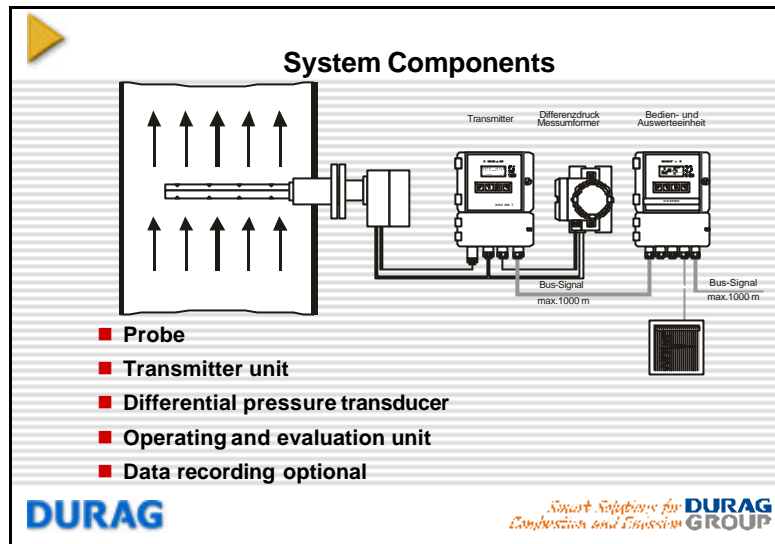 System Components
Transmitter
Differenzdruck
Messumformer
Bedien- und
Auswerteeinheit
Bus-Signal
max.1000 m
Bus-Signal
max.1000 m
Probe
Transmitter unit
Differential pressure transducer
Operating and evaluation unit
Data recording optional
DURAG
Smart Solutions for
Combustion and Emission
DURAG
GROUP